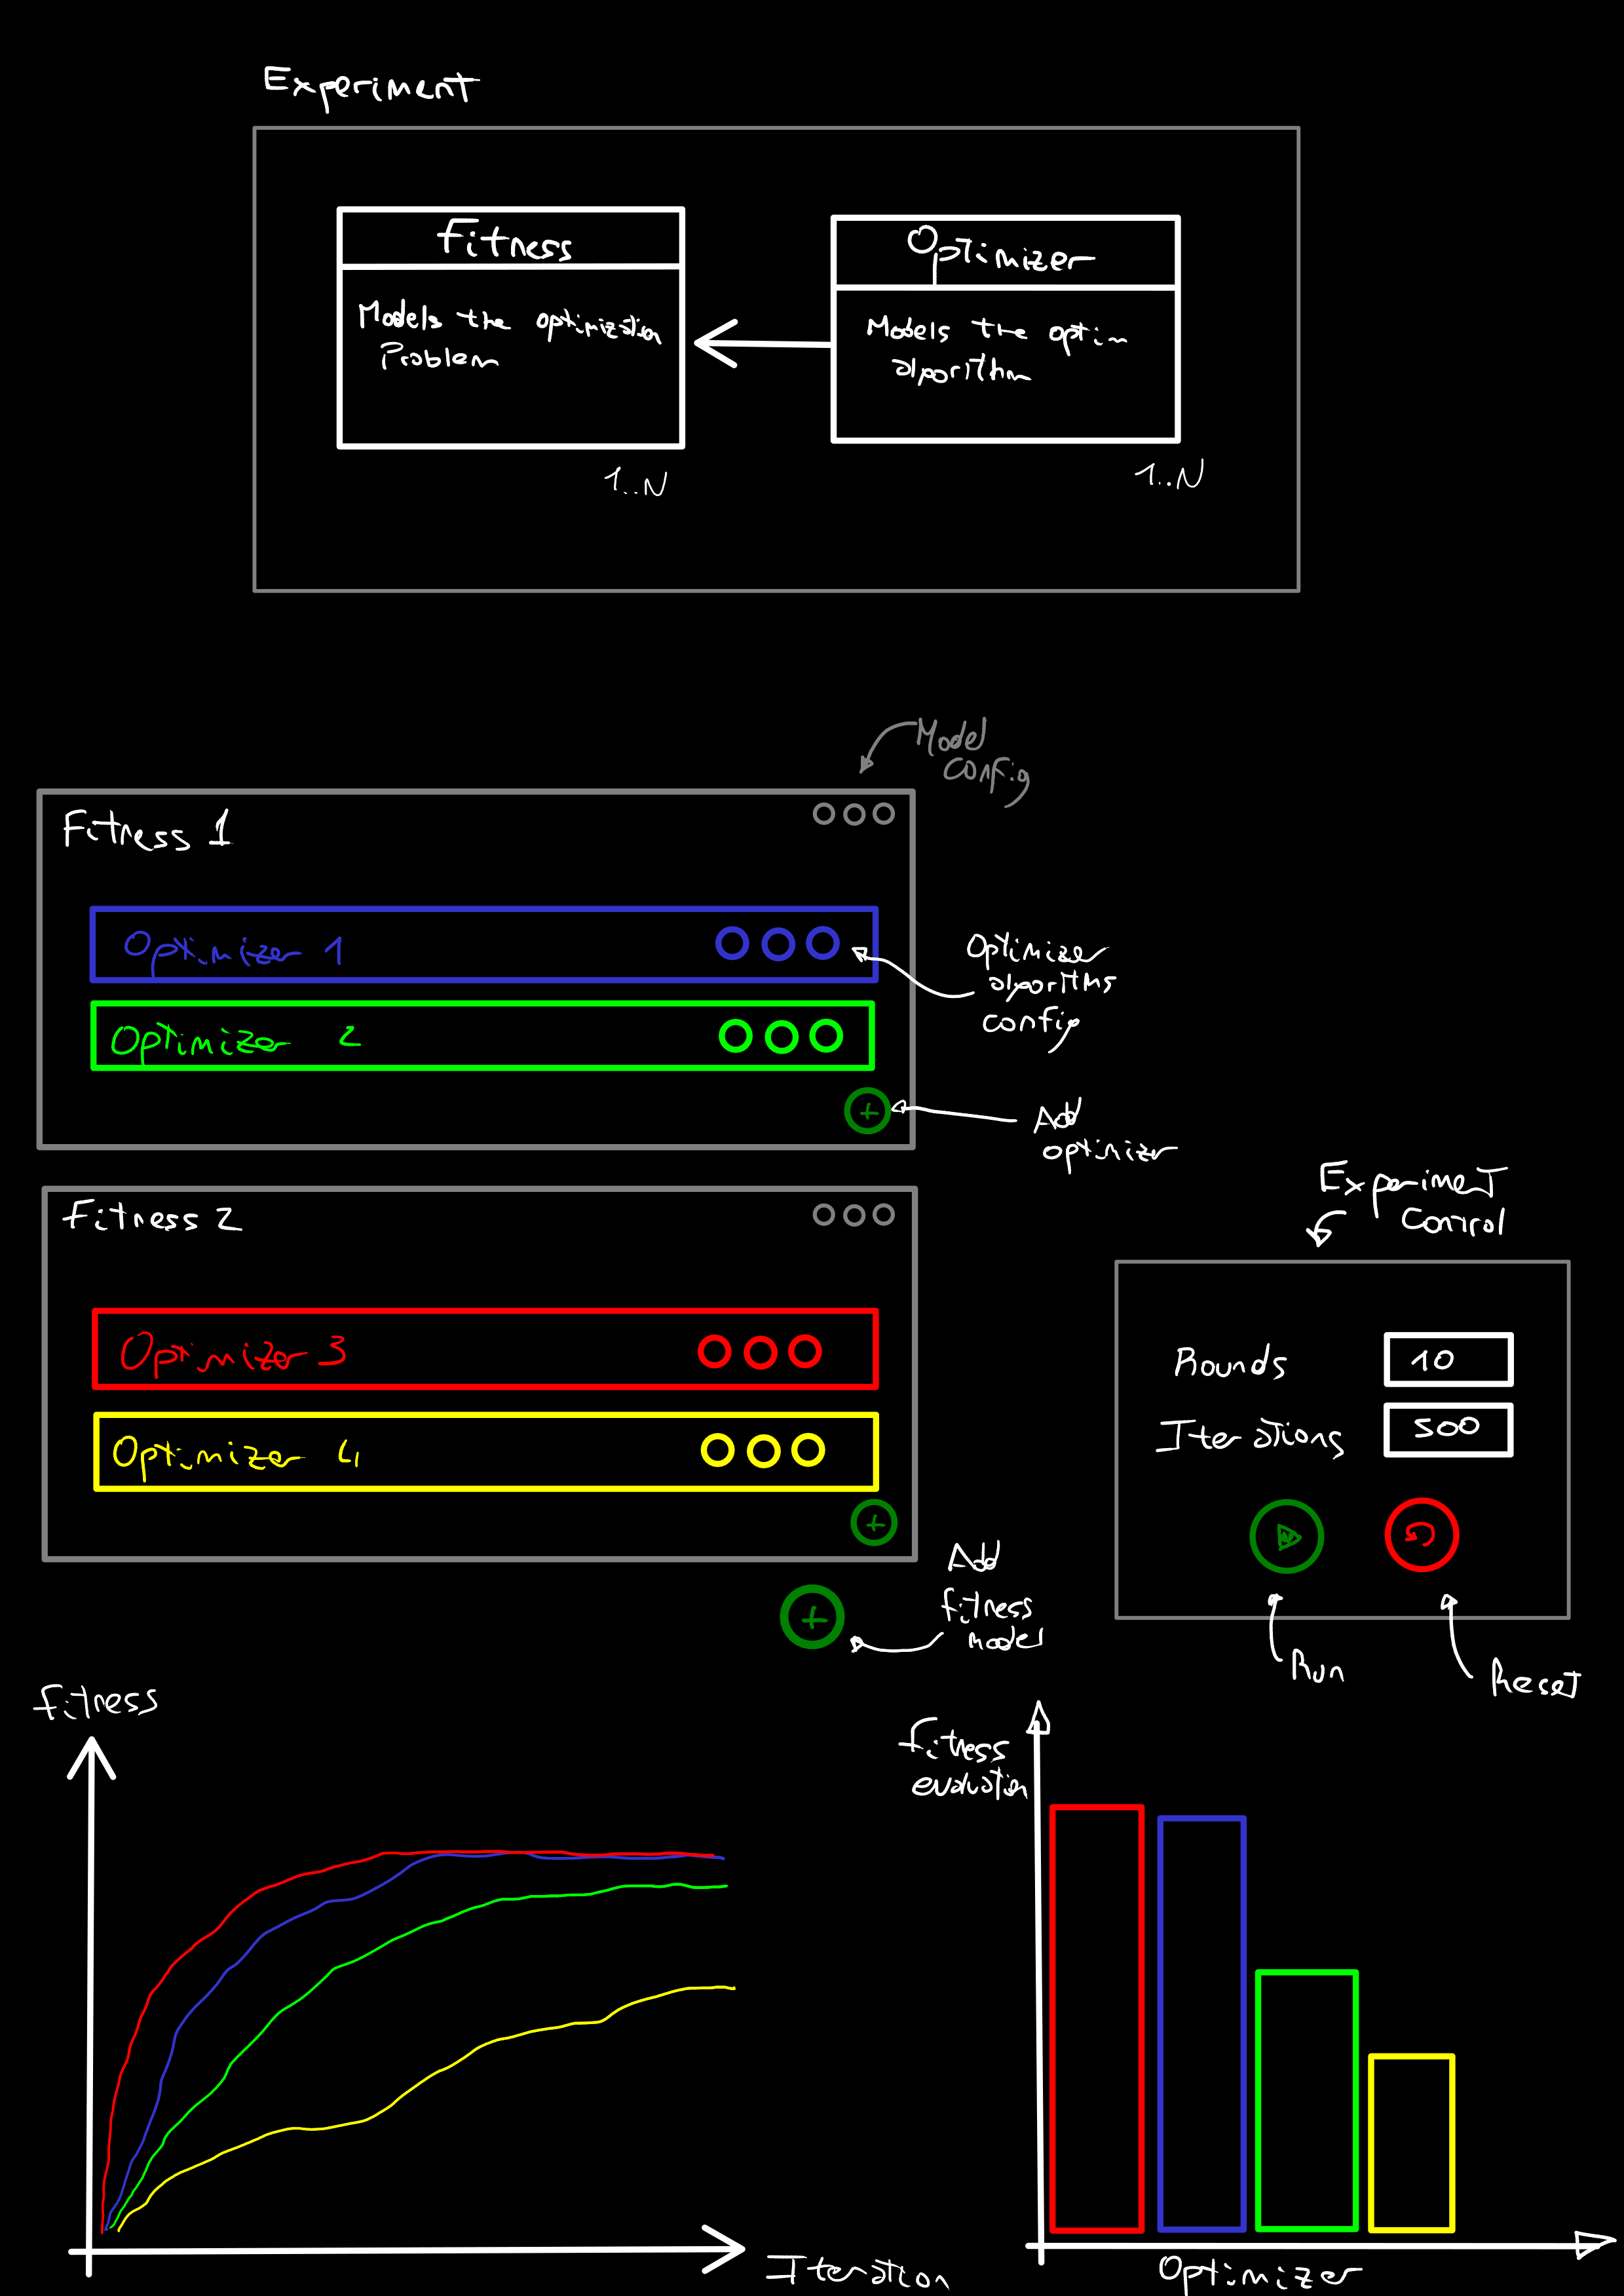 Experiment
Fitness
Models the optimization
Problem
1..N
Optimizer
Models the optim
algorithm
1..N
Model
config
Fitness 1
Optimizer 1
Optimizer 2
+
Optimizer
algorithms
config
Add
optimizer
Fitness 2
Optimizer 3
Optimizer 4
+
+
Add
fitness
model
Experiment
Control
Rounds 10
Iterations 500
Run
Reset
fitness
Iteration
fitness
evaluation
Optimizer